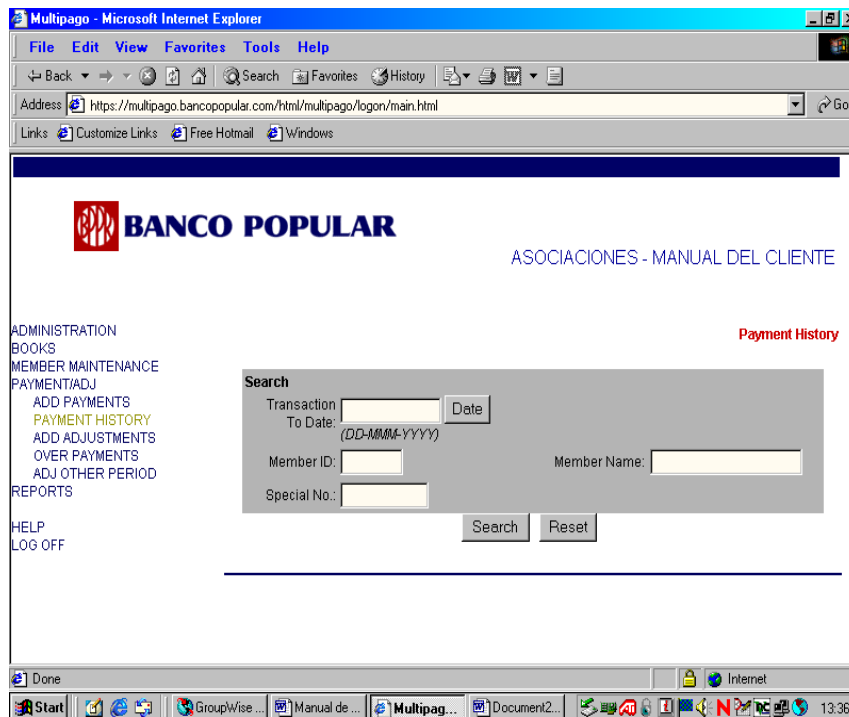 Multipago - Microsoft Internet Explorer
File Edit View Favorites Tools Help
Back Search Favorites History
Address https://multipago.bancopopular.com/html/multipago/logon/main.html Go
Links Customize Links Free Hotmail Windows
BANCO POPULAR
ASOCIACIONES - MANUAL DEL CLIENTE
ADMINISTRATION
BOOKS
MEMBER MAINTENANCE
PAYMENT/ADJ
ADD PAYMENTS
PAYMENT HISTORY
ADD ADJUSTMENTS
OVER PAYMENTS
ADJ OTHER PERIOD
REPORTS
HELP
LOG OFF
Payment History
Search
Transaction
To Date: Date
(DD-MMM-YYYY)
Member ID: Member Name:
Special No.:
Search Reset
Done Internet
Start GroupWise ... Manual de ... Multipag... Document2... 13:36